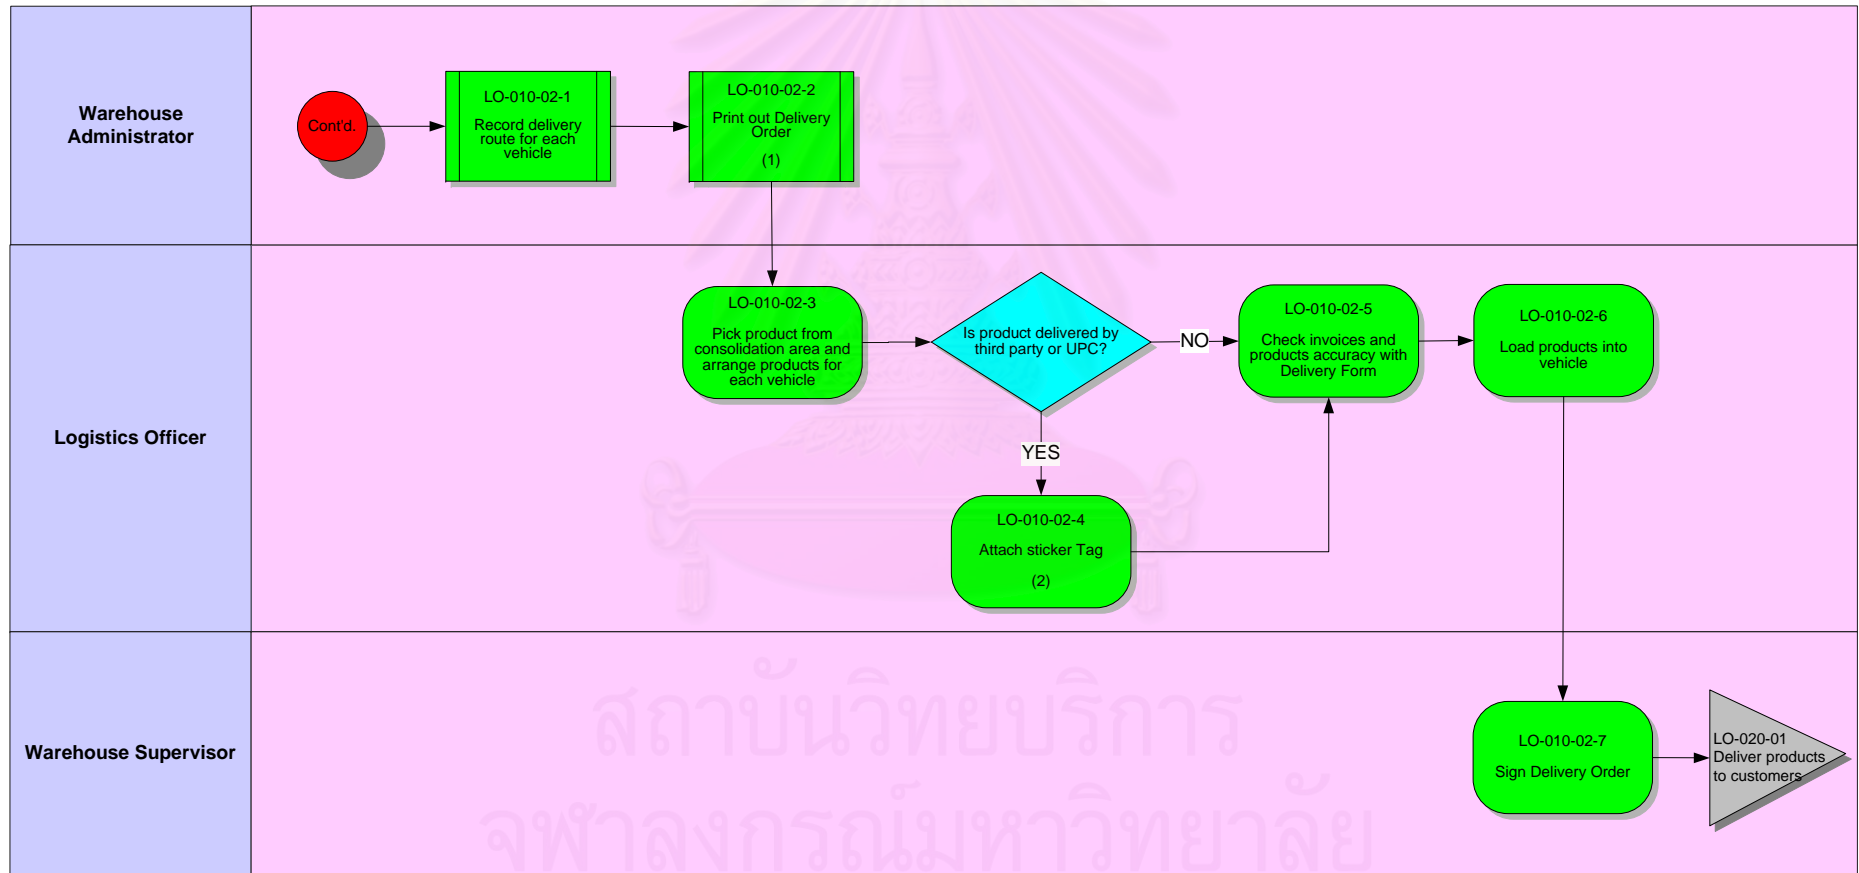 Warehouse
Administrator
Cont'd.
LO-010-02-1
Record delivery
route for each
vehicle
LO-010-02-2
Print out Delivery
Order
(1)
Logistics Officer
LO-010-02-3
Pick product from
consolidation area and
arrange products for
each vehicle
Is product delivered by
third party or UPC?
NO
YES
LO-010-02-4
Attach sticker Tag
(2)
LO-010-02-5
Check invoices and
products accuracy with
Delivery Form
LO-010-02-6
Load products into
vehicle
Warehouse Supervisor
LO-010-02-7
Sign Delivery Order
LO-020-01
Deliver products
to customers
สถาบันวิทยบริการ
จุฬาลงกรณ์มหาวิทยาลัย